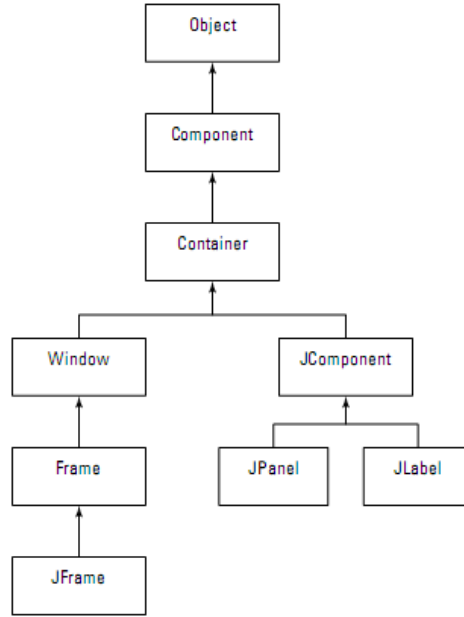 Object
Component
Container
Window
JComponent
Frame
JPanel
JLabel
JFrame